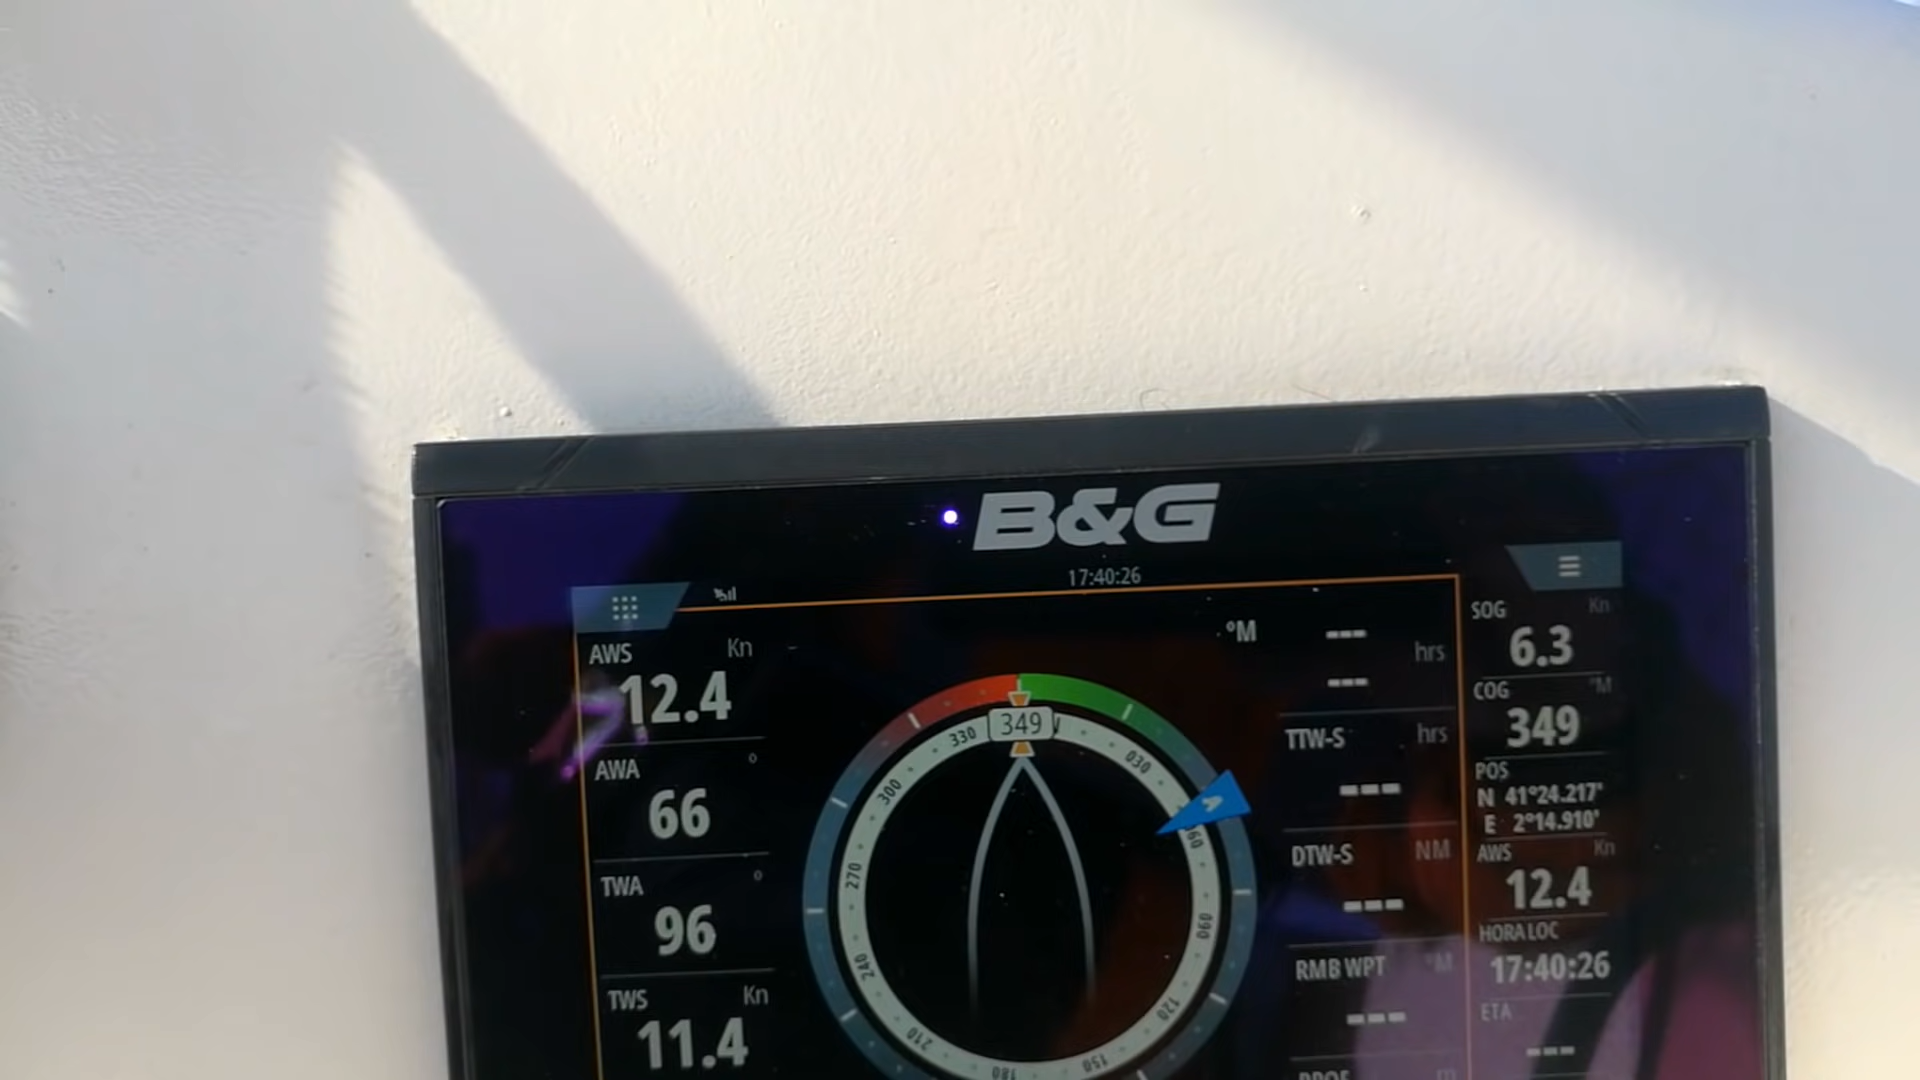 B&G
17:40:26
AWS Kn
12.4
AWA °
66
TWA °
96
TWS Kn
11.4
349
330
300
270
240
210
180
150
120
090
060
030
A
°M
---
hrs
---
TTW-S hrs
---
DTW-S NM
---
RMB WPT °M
---
SOG Kn
6.3
COG °M
349
POS
N 41°24.217'
E 2°14.910'
AWS Kn
12.4
HORA LOC
17:40:26
ETA
---